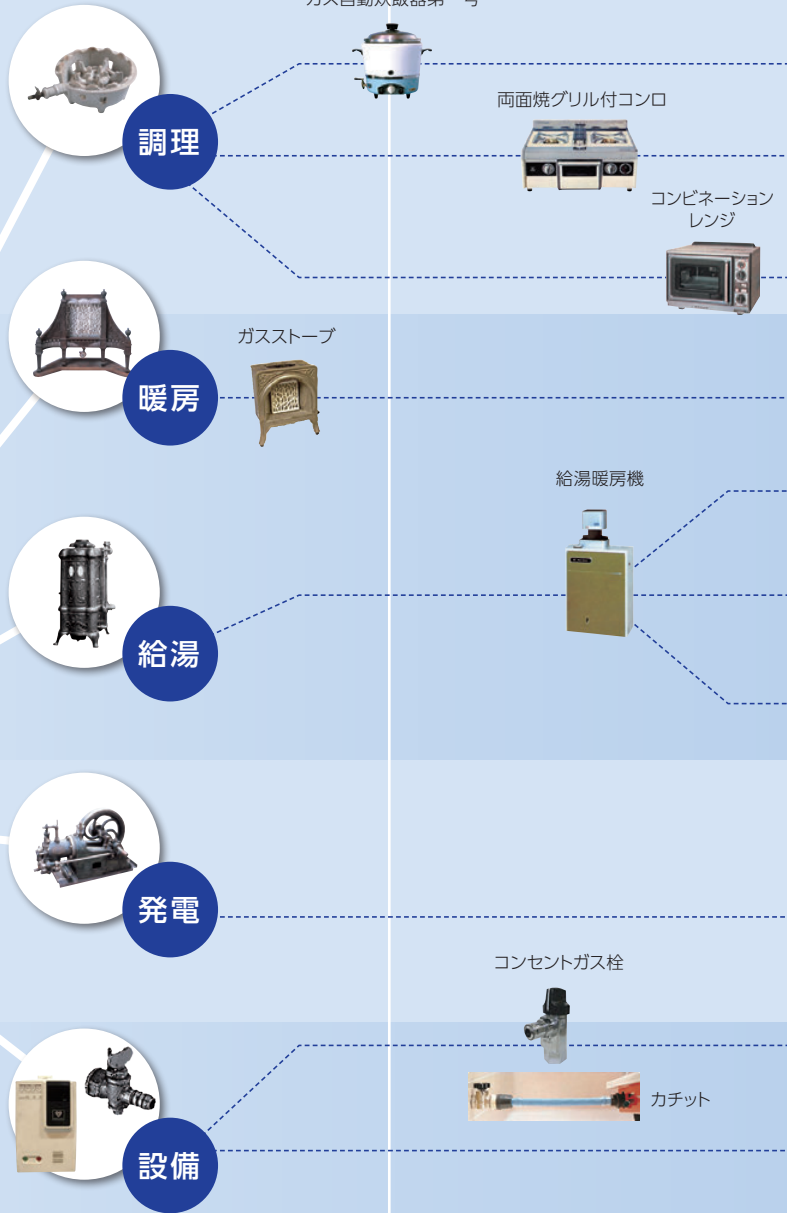 調理
両面焼グリル付コンロ
コンビネーション
レンジ
暖房
ガスストーブ
給湯暖房機
給湯
発電
コンセントガス栓
カチット
設備